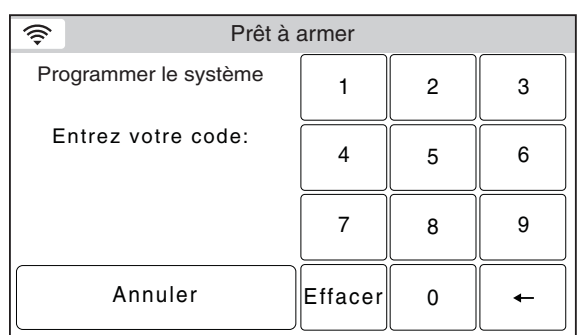 Prêt à armer
Programmer le système
Entrez votre code:
1 2 3
4 5 6
7 8 9
Annuler Effacer 0 ←